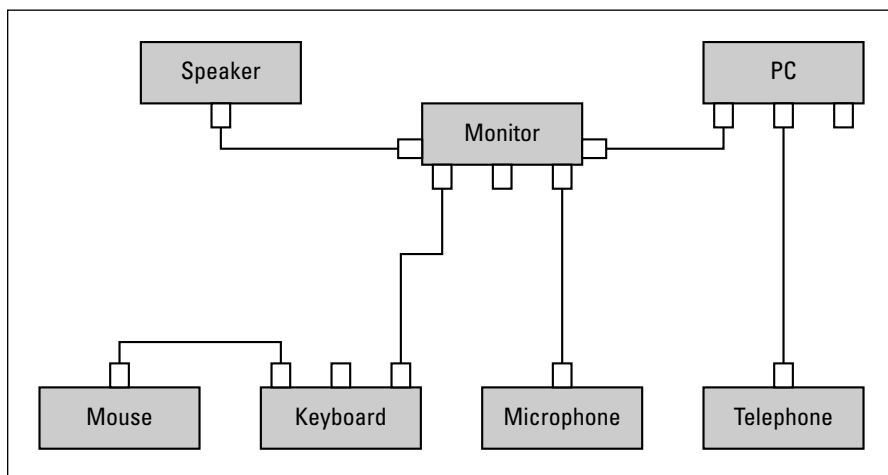 Speaker
PC
Monitor
Mouse
Keyboard
Microphone
Telephone